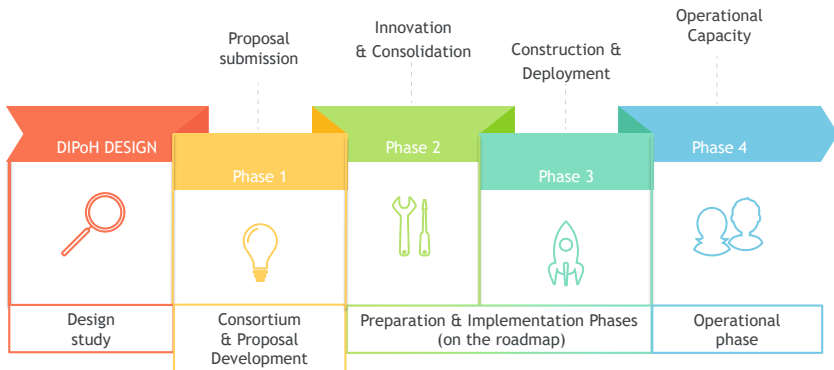 Proposal
submission
Innovation
& Consolidation
Construction &
Deployment
Operational
Capacity
DIPoH DESIGN
Phase 1
Phase 2
Phase 3
Phase 4
Design
study
Consortium
& Proposal
Development
Preparation & Implementation Phases
(on the roadmap)
Operational
phase